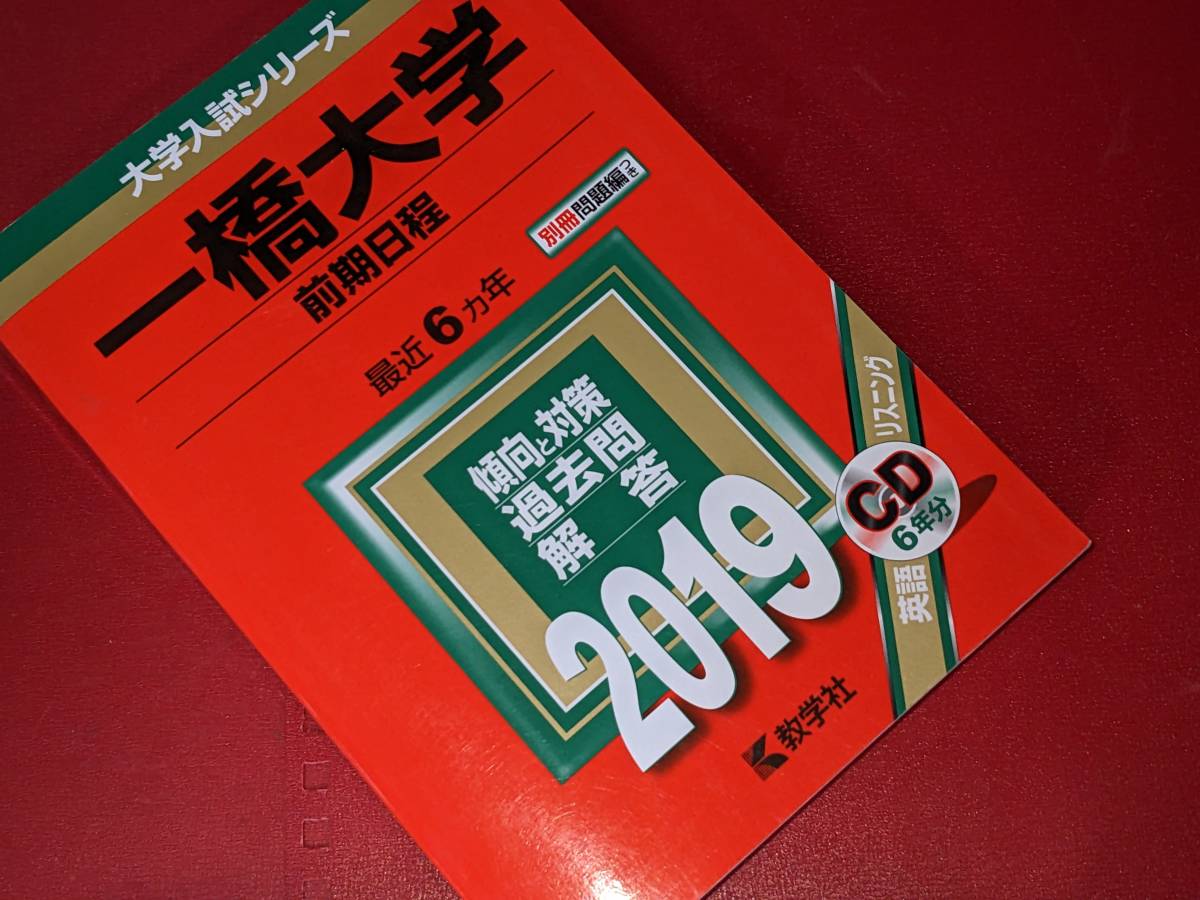 大学入試シリーズ
一橋大学
前期日程
最近6ヵ年
別冊問題編つき
傾向と対策
過去問
解答
2019
リスニング
CD
6年分
英語
教学社